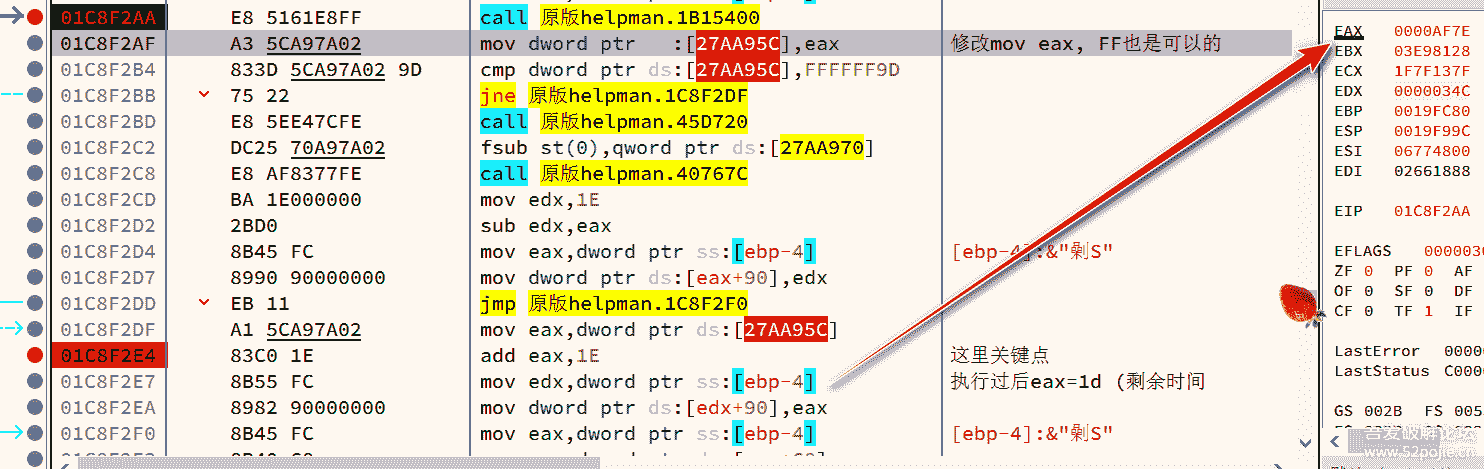 01C8F2AA E8 5161E8FF call 原版helpman.1B15400
01C8F2AF A3 5CA97A02 mov dword ptr :[27AA95C],eax 修改mov eax, FF也是可以的
01C8F2B4 833D 5CA97A02 9D cmp dword ptr ds:[27AA95C],FFFFFF9D
01C8F2BB 75 22 jne 原版helpman.1C8F2DF
01C8F2BD E8 5EE47CFE call 原版helpman.45D720
01C8F2C2 DC25 70A97A02 fsub st(0),qword ptr ds:[27AA970]
01C8F2C8 E8 AF8377FE call 原版helpman.40767C
01C8F2CD BA 1E000000 mov edx,1E
01C8F2D2 2BD0 sub edx,eax
01C8F2D4 8B45 FC mov eax,dword ptr ss:[ebp-4] [ebp-4]:&"剿S"
01C8F2D7 8990 90000000 mov dword ptr ds:[eax+90],edx
01C8F2DD EB 11 jmp 原版helpman.1C8F2F0
01C8F2DF A1 5CA97A02 mov eax,dword ptr ds:[27AA95C]
01C8F2E4 83C0 1E add eax,1E 这里关键点
01C8F2E7 8B55 FC mov edx,dword ptr ss:[ebp-4] 执行过后eax=1d (剩余时间
01C8F2EA 8982 90000000 mov dword ptr ds:[edx+90],eax
01C8F2F0 8B45 FC mov eax,dword ptr ss:[ebp-4] [ebp-4]:&"剿S"
EAX 0000AF7E
EBX 03E98128
ECX 1F7F137F
EDX 0000034C
EBP 0019FC80
ESP 0019F99C
ESI 06774800
EDI 02661888
EIP 01C8F2AA
EFLAGS 0000030
ZF 0 PF 0 AF
OF 0 SF 0 DF
CF 0 TF 1 IF
LastError 0000
LastStatus C000
GS 002B FS 005
吾爱破解论坛
www.52pojie.cn